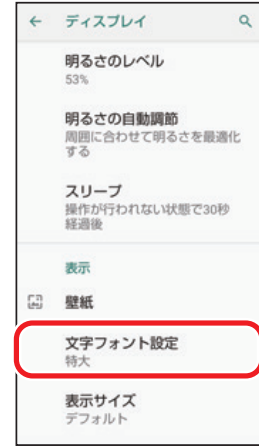 ディスプレイ
明るさのレベル
53%
明るさの自動調節
周囲に合わせて明るさを最適化
する
スリープ
操作が行われない状態で30秒
経過後
表示
壁紙
文字フォント設定
特大
表示サイズ
デフォルト